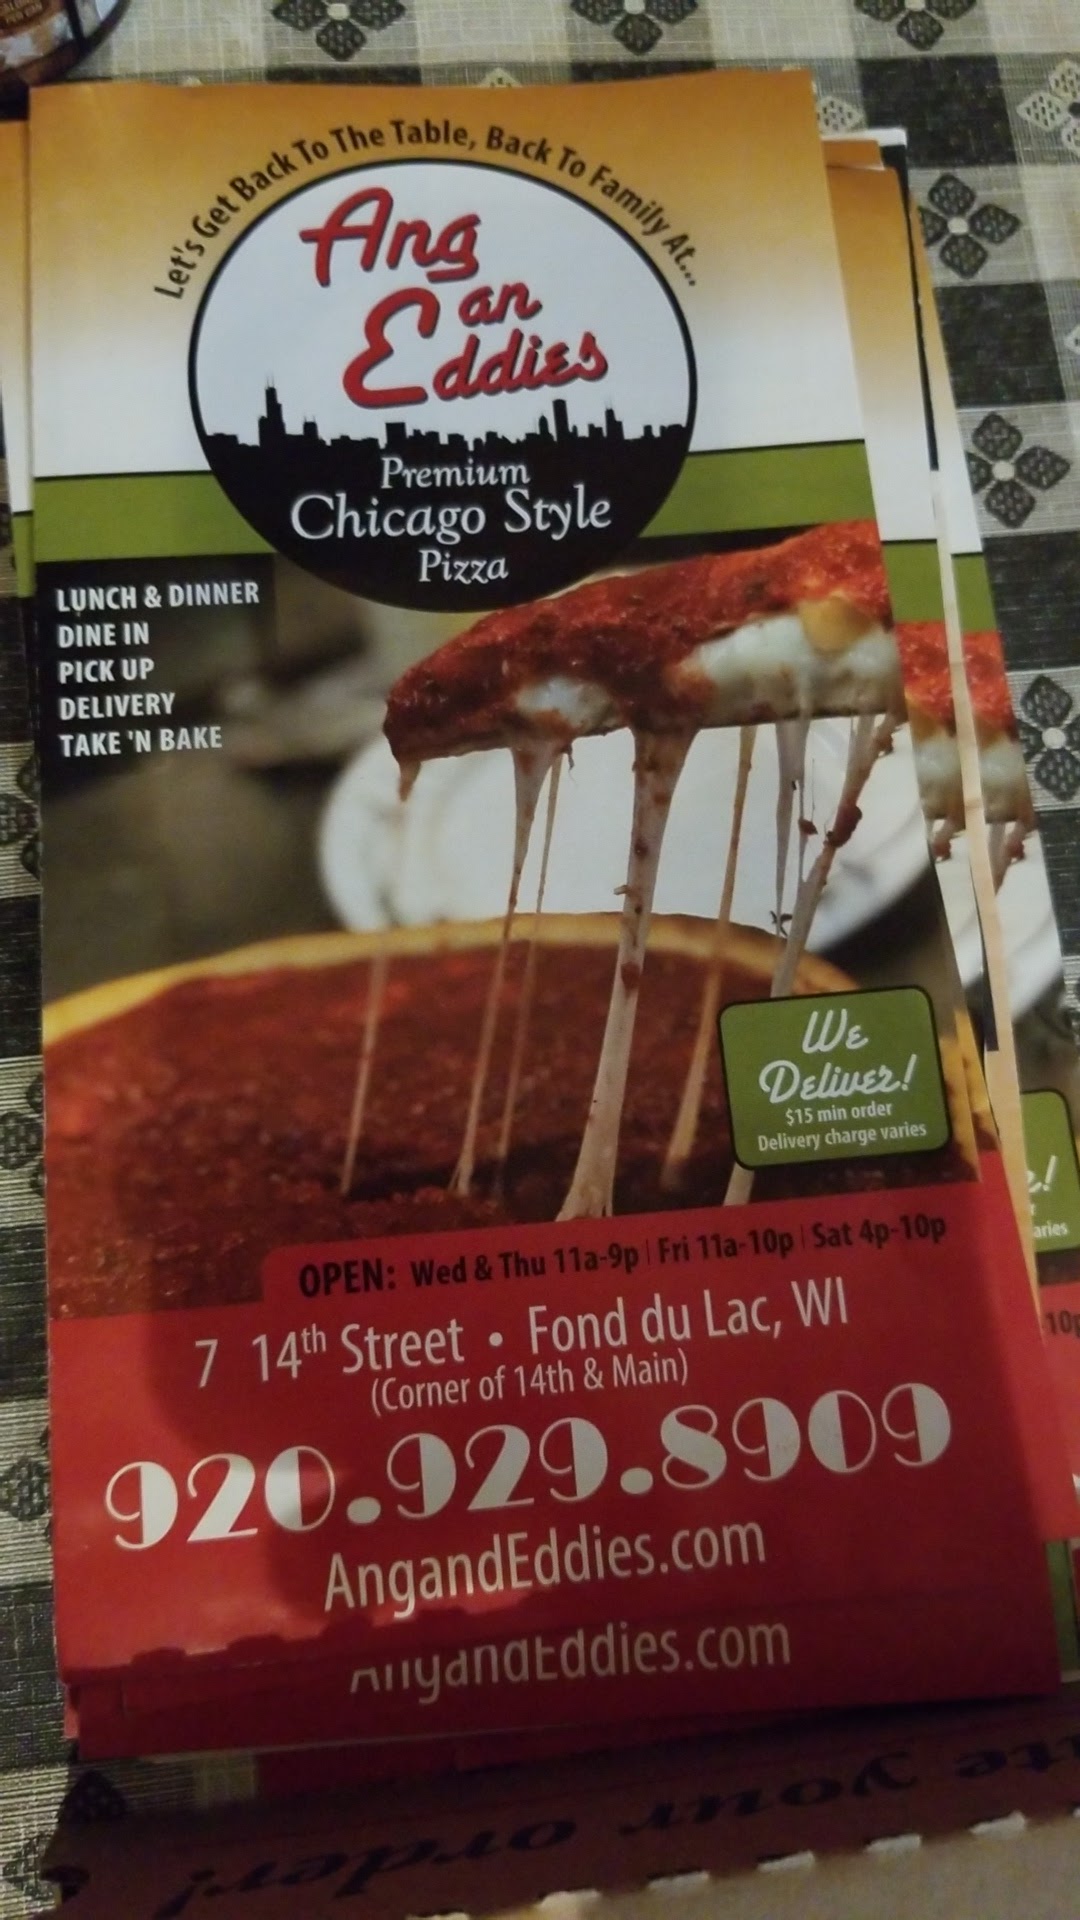 Let's Get Back To The Table, Back To Family At...
Ang
an
Eddies
Premium
Chicago Style
Pizza
LUNCH & DINNER
DINE IN
PICK UP
DELIVERY
TAKE 'N BAKE
We
Deliver!
$15 min order
Delivery charge varies
OPEN: Wed & Thu 11a-9p | Fri 11a-10p | Sat 4p-10p
7 14th Street • Fond du Lac, WI
(Corner of 14th & Main)
920.929.8909
AngandEddies.com
AngandEddies.com
your order!